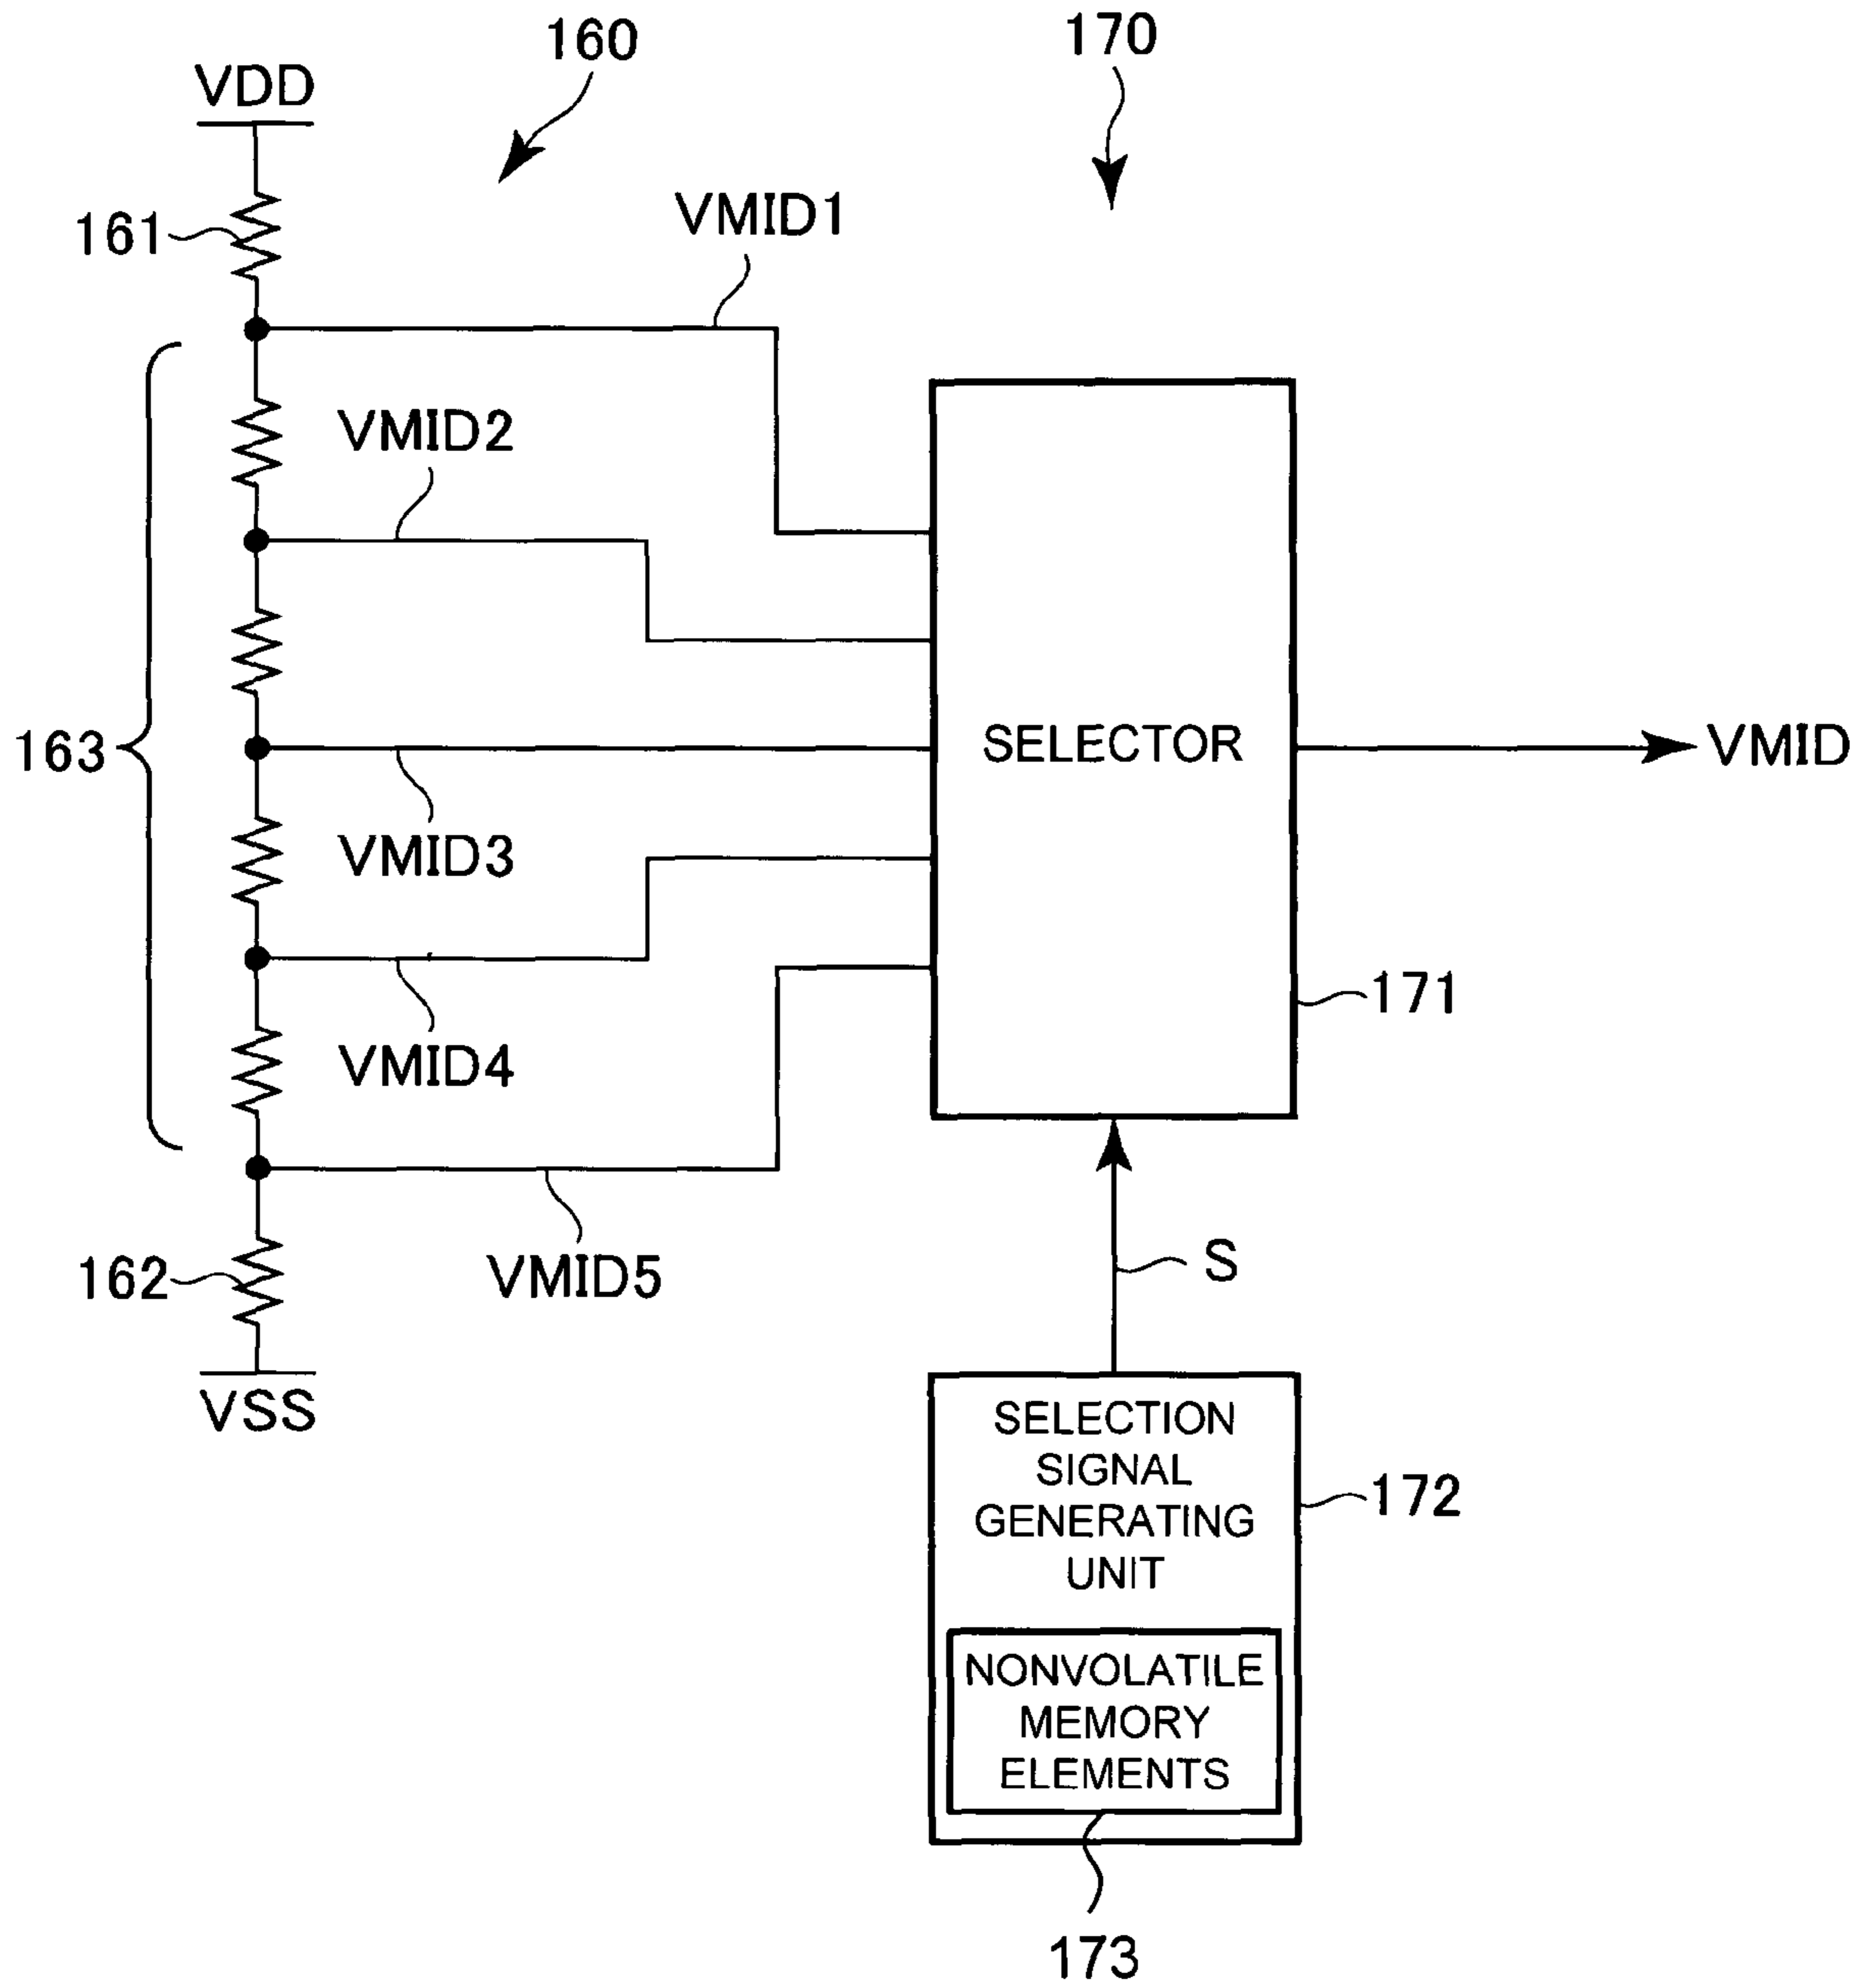 160
170
VDD
161
VMID1
VMID2
163
SELECTOR
VMID
VMID3
171
VMID4
162
VMID5
S
VSS
SELECTION
SIGNAL
GENERATING
UNIT
172
NONVOLATILE
MEMORY
ELEMENTS
173